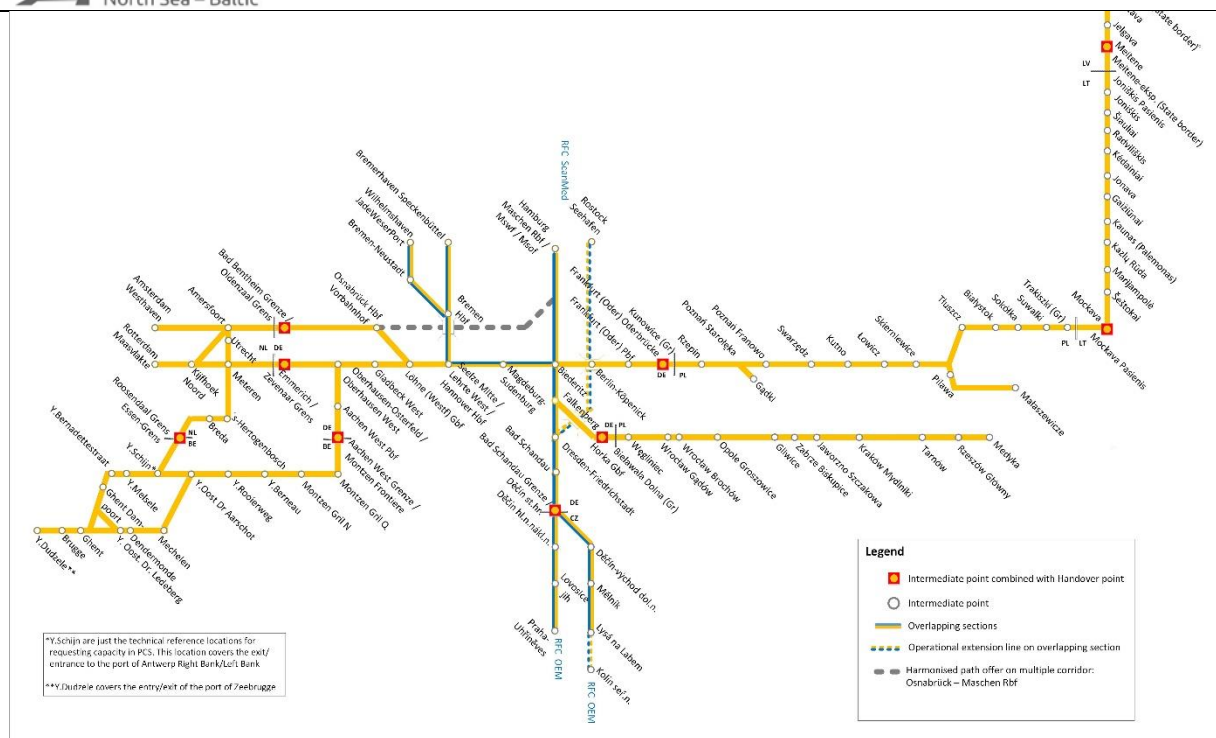 North Sea – Baltic
Jelgava
Meitene
Meitene-eksp. (State border)
Joniškis Pasienis
Joniškis
Šiauliai
Radviliškis
Kėdainiai
Jonava
Gaižiūnai
Kaunas (Palemonas)
Kazlų Rūda
Marijampolė
Šeštokai
Mockava
Mockava Pasienis
LV
LT
PL LT
Trakiszki (Gr)
Suwałki
Sokółka
Białystok
Tłuszcz
Pilawa
Małaszewicze
Skierniewice
Łowicz
Kutno
Swarzędz
Poznań Franowo
Gądki
Poznań Starołęka
Rzepin
Kunowice (Gr)
Frankfurt (Oder) Oderbrücke
Frankfurt (Oder) Pbf
DE PL
Berlin-Köpenick
Rostock
Seehafen
RFC ScanMed
Hamburg
Maschen Rbf /
Mswf / Msof
Bremerhaven Speckenbüttel
Wilhelmshaven
JadeWeserPort
Bremen-Neustadt
Bremen
Hbf
Osnabrück Hbf
Vorbahnhof
Bad Bentheim Grenze /
Oldenzaal Grens
NL DE
Amersfoort
Amsterdam
Westhaven
Rotterdam
Maasvlakte
Utrecht
Kijfhoek
Nord
Meteren
Emmerich /
Zevenaar Grens
Oberhausen-Osterfeld /
Oberhausen West
Gladbeck West
Löhne (Westf) Gbf
Seelze Mitte /
Lehrte West /
Hannover Hbf
Magdeburg-
Sudenburg
Biederitz
Falkenberg
DE PL
Horka Gbf
Bielawa Dolna (Gr)
Węgliniec
Wrocław Gądów
Wrocław Brochów
Opole Groszowice
Gliwice
Zabrze Biskupice
Jaworzno Szczakowa
Kraków Mydlniki
Tarnów
Rzeszów Główny
Medyka
Roosendaal Grens
Essen-Grens
NL
BE
Breda
's-Hertogenbosch
Aachen West Pbf
DE
BE
Aachen West Grenze /
Montzen Frontiere
Y.Bernadettestraat
Y.Schijn*
Y.Melsele
Y.Oost Dr Aarschot
Y.Rooierweg
Y.Berneau
Montzen Gril N
Montzen Gril Q
Ghent Dam-
poort
Y.Dudzele**
Brugge
Ghent
Y. Oost. Dr. Ledeberg
Dendermonde
Mechelen
Dresden-Friedrichstadt
Bad Schandau
Bad Schandau Grenze /
Děčín st.hr.
DE
CZ
Děčín hl.n.nákl.n.
Děčín-východ dol.n.
Lovosice
jih
Mělník
Praha-
Uhříněves
Lysá na Labem
Kolín seř.n.
RFC OEM
RFC OEM
Legend
Intermediate point combined with Handover point
Intermediate point
Overlapping sections
Operational extension line on overlapping section
Harmonised path offer on multiple corridor:
Osnabrück – Maschen Rbf
*Y.Schijn are just the technical reference locations for
requesting capacity in PCS. This location covers the exit/
entrance to the port of Antwerp Right Bank/Left Bank
**Y.Dudzele covers the entry/exit of the port of Zeebrugge